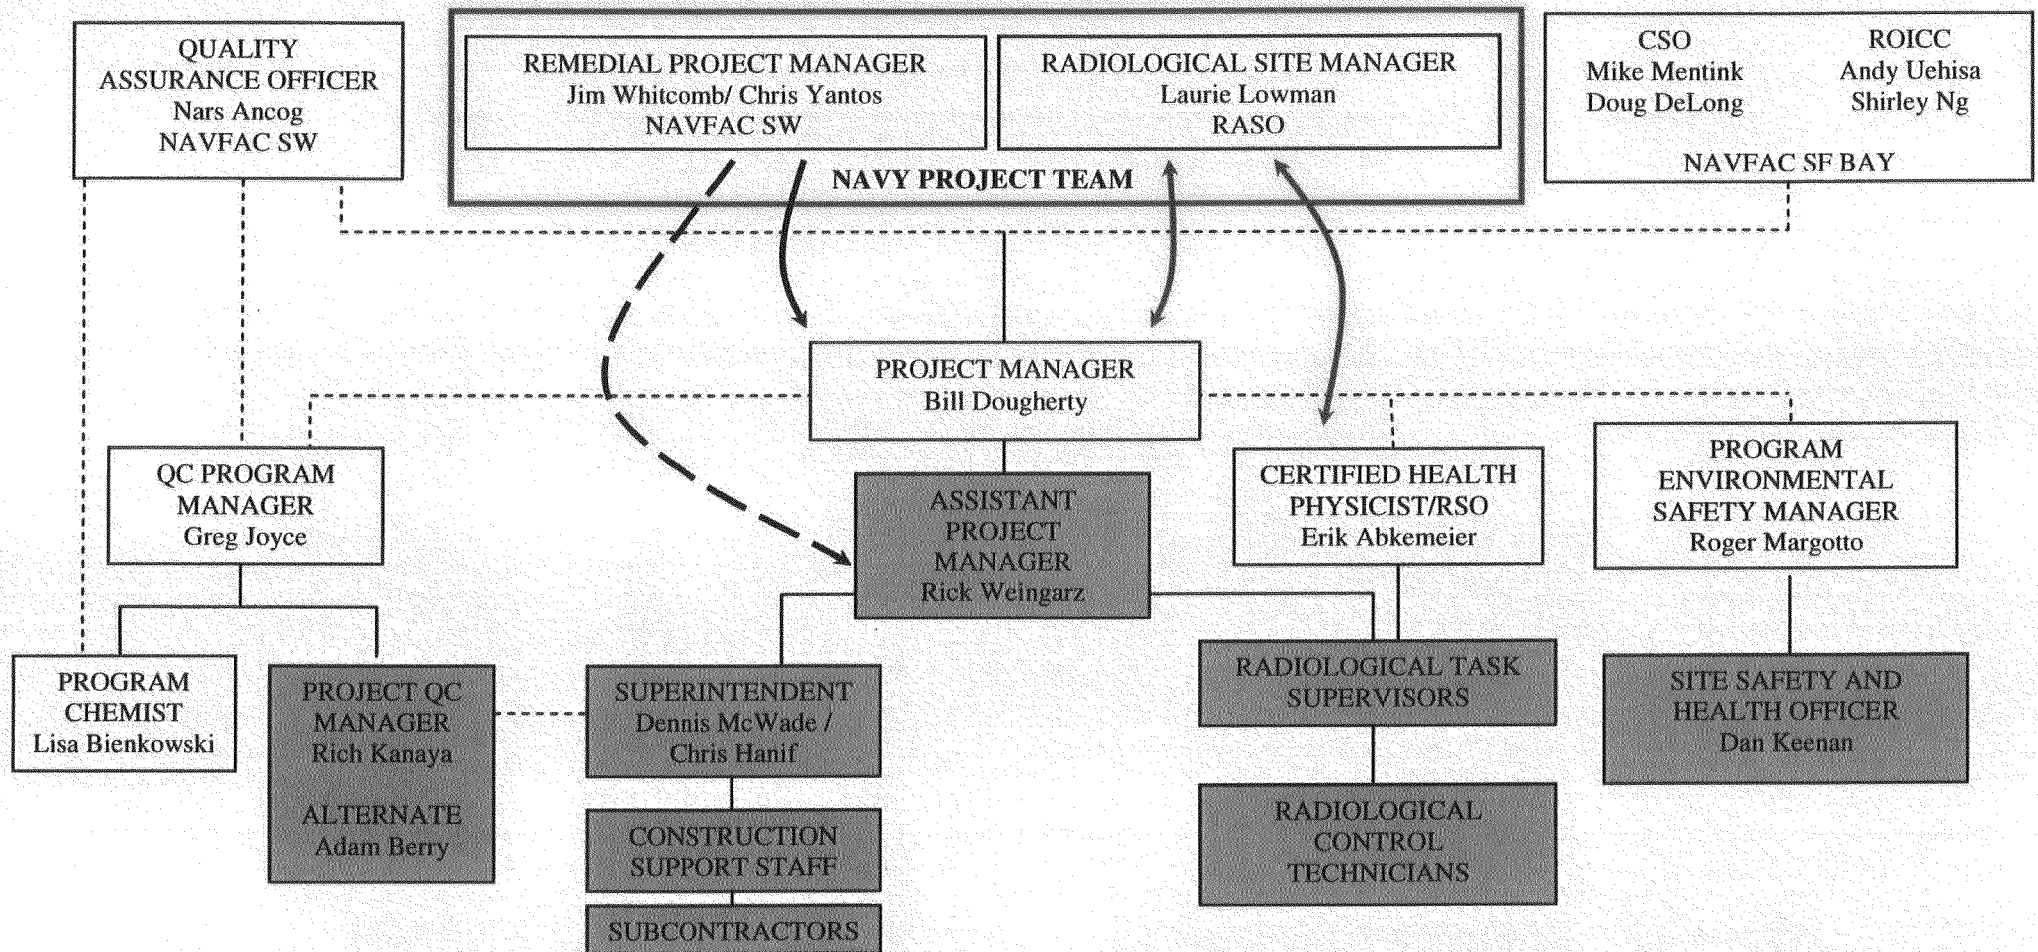 QUALITY
ASSURANCE OFFICER
Nars Ancog
NAVFAC SW
REMEDIAL PROJECT MANAGER
Jim Whitcomb/ Chris Yantos
NAVFAC SW
RADIOLOGICAL SITE MANAGER
Laurie Lowman
RASO
NAVY PROJECT TEAM
CSO
Mike Mentink
Doug DeLong
ROICC
Andy Uehisa
Shirley Ng
NAVFAC SF BAY
PROJECT MANAGER
Bill Dougherty
QC PROGRAM
MANAGER
Greg Joyce
ASSISTANT
PROJECT
MANAGER
Rick Weingarz
CERTIFIED HEALTH
PHYSICIST/RSO
Erik Abkemeier
PROGRAM
ENVIRONMENTAL
SAFETY MANAGER
Roger Margotto
PROGRAM
CHEMIST
Lisa Bienkowski
PROJECT QC
MANAGER
Rich Kanaya
ALTERNATE
Adam Berry
SUPERINTENDENT
Dennis McWade /
Chris Hanif
RADIOLOGICAL TASK
SUPERVISORS
SITE SAFETY AND
HEALTH OFFICER
Dan Keenan
CONSTRUCTION
SUPPORT STAFF
RADIOLOGICAL
CONTROL
TECHNICIANS
SUBCONTRACTORS